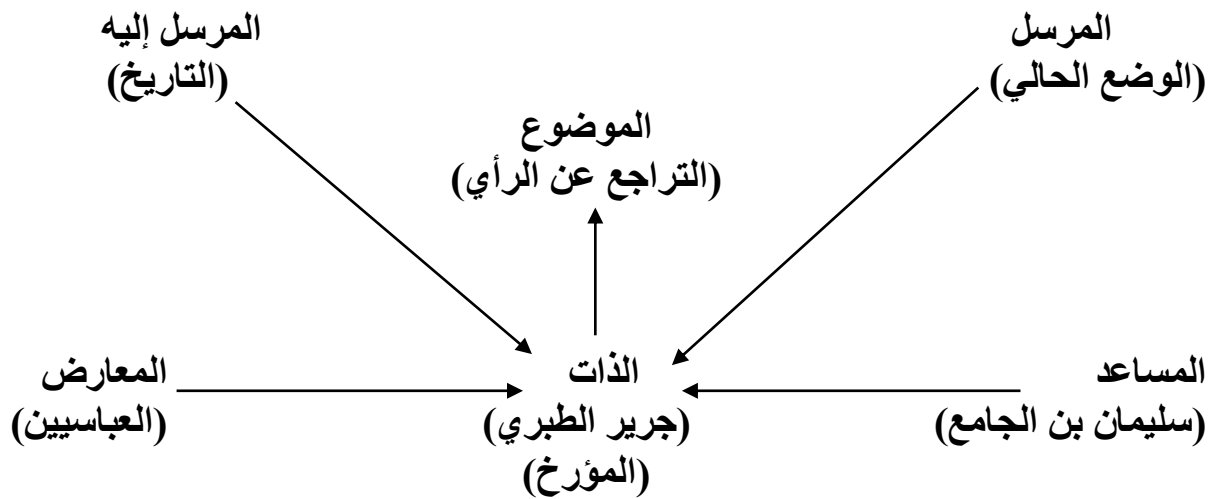 المرسل
(الوضع الحالي)
المرسل إليه
(التاريخ)
الموضوع
(التراجع عن الرأي)
المساعد
(سليمان بن الجامع)
الذات
(جرير الطبري)
(المؤرخ)
المعارض
(العباسيين)